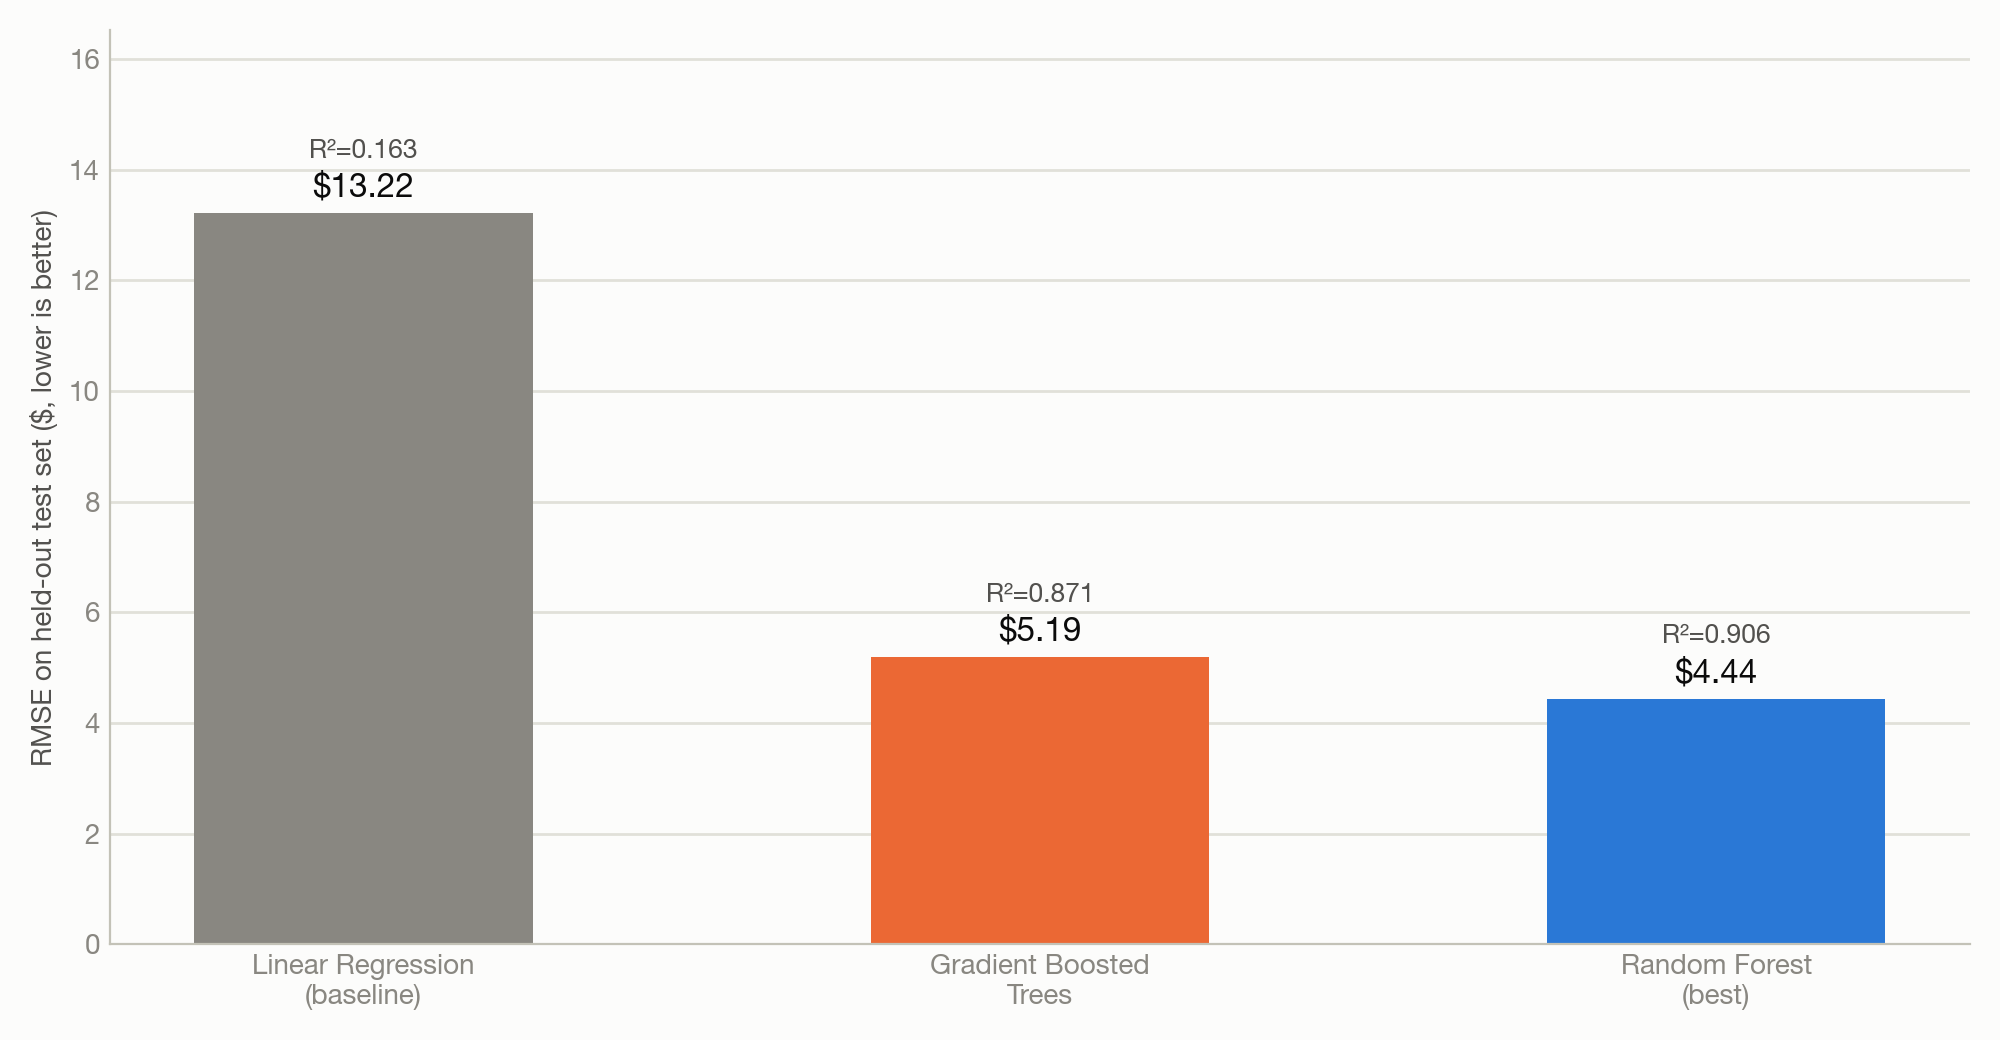 RMSE on held-out test set ($, lower is better)
16
14
12
10
8
6
4
2
0
R²=0.163
$13.22
R²=0.871
$5.19
R²=0.906
$4.44
Linear Regression
(baseline)
Gradient Boosted
Trees
Random Forest
(best)